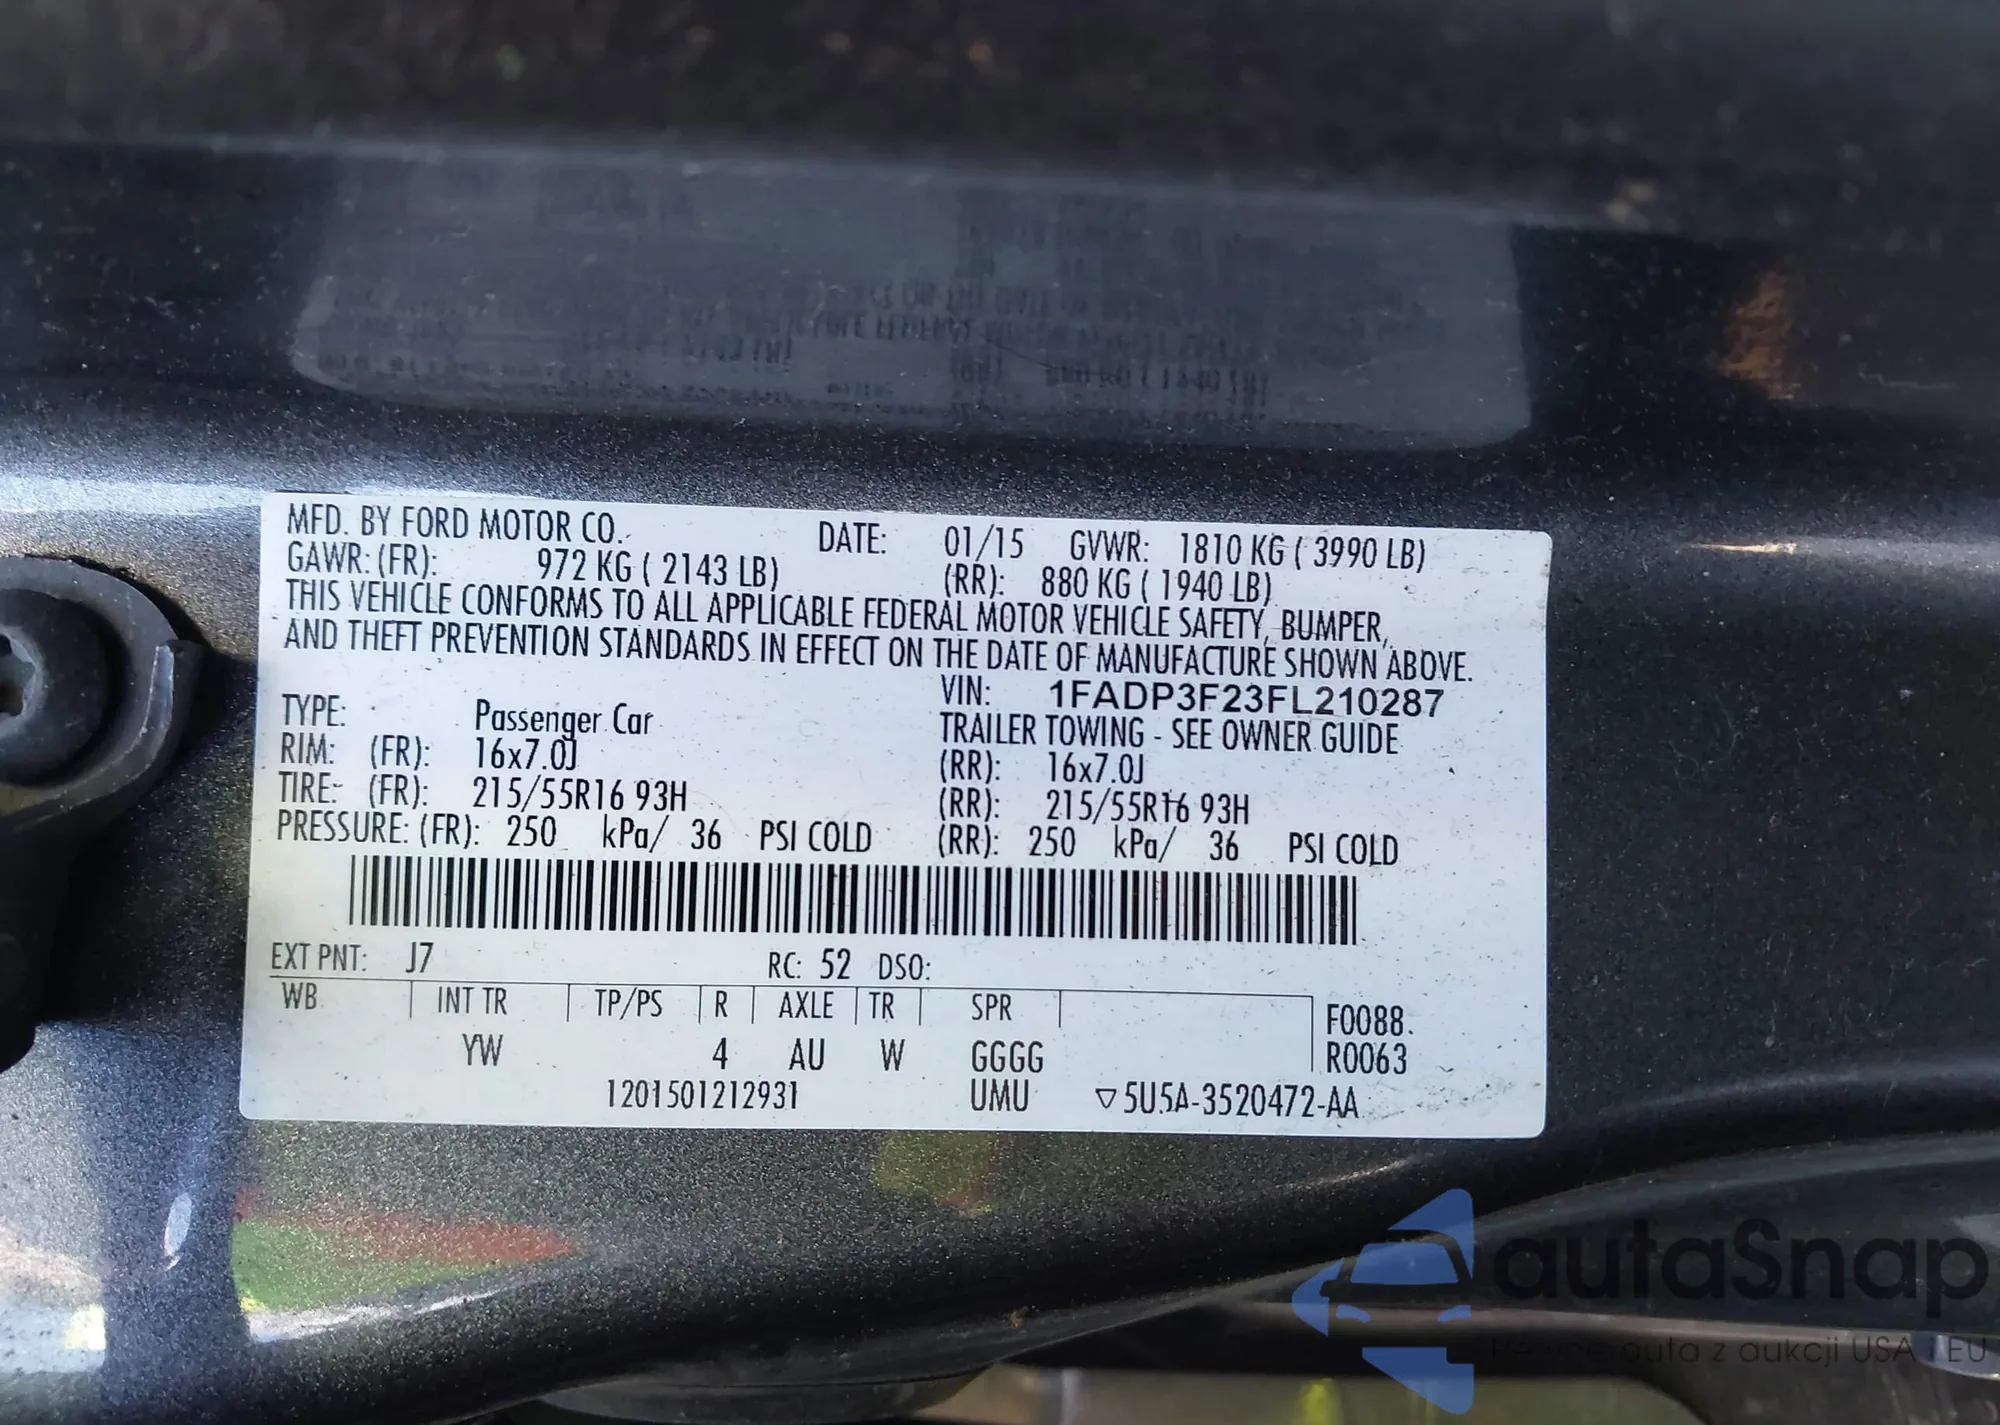 MFD. BY FORD MOTOR CO. DATE: 01/15 GVWR: 1810 KG ( 3990 LB)
GAWR: (FR): 972 KG ( 2143 LB) (RR): 880 KG ( 1940 LB)
THIS VEHICLE CONFORMS TO ALL APPLICABLE FEDERAL MOTOR VEHICLE SAFETY, BUMPER,
AND THEFT PREVENTION STANDARDS IN EFFECT ON THE DATE OF MANUFACTURE SHOWN ABOVE.
VIN: 1FADP3F23FL210287
TYPE: Passenger Car TRAILER TOWING - SEE OWNER GUIDE
RIM: (FR): 16x7.0J (RR): 16x7.0J
TIRE: (FR): 215/55R16 93H (RR): 215/55R16 93H
PRESSURE: (FR): 250 kPa/ 36 PSI COLD (RR): 250 kPa/ 36 PSI COLD
EXT PNT: J7 RC: 52 DSO:
WB INT TR TP/PS R AXLE TR SPR F0088.
YW 4 AU W GGGG R0063
1201501212931 UMU ▽5U5A-3520472-AA
autaSnap
auta z aukcji USA i EU